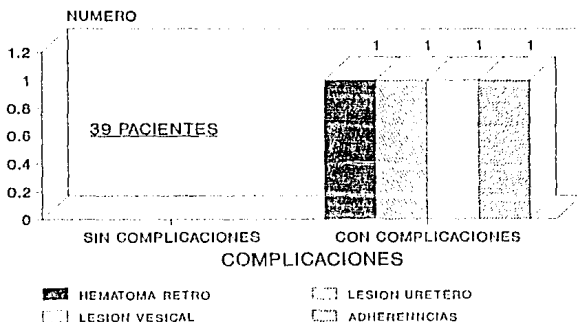 NUMERO
1 1 1 1
1.2
1
0.8
0.6
0.4
0.2
0
39 PACIENTES
SIN COMPLICACIONES CON COMPLICACIONES
COMPLICACIONES
HEMATOMA RETRO LESION URETERO
LESION VESICAL ADHERENNCIAS